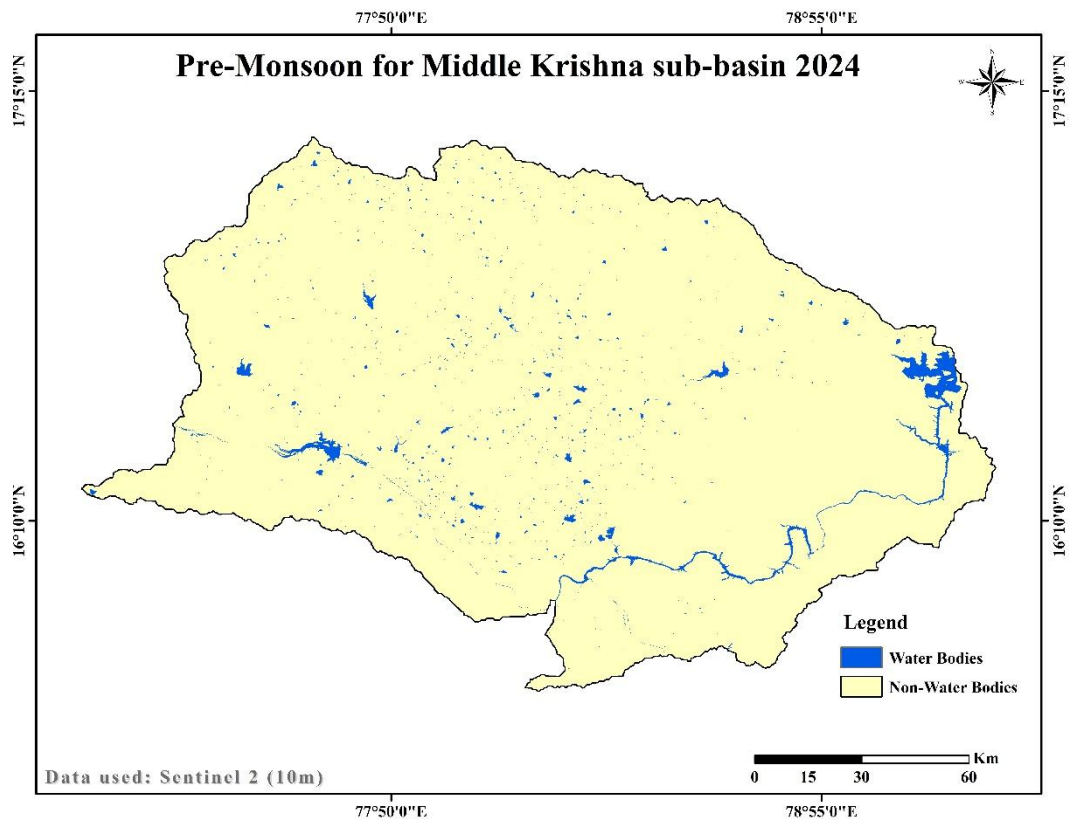 77°50'0"E 78°55'0"E
Pre-Monsoon for Middle Krishna sub-basin 2024
N
W E
S
17°15'0"N 17°15'0"N
16°10'0"N 16°10'0"N
Legend
Water Bodies
Non-Water Bodies
Km
0 15 30 60
Data used: Sentinel 2 (10m)
77°50'0"E 78°55'0"E